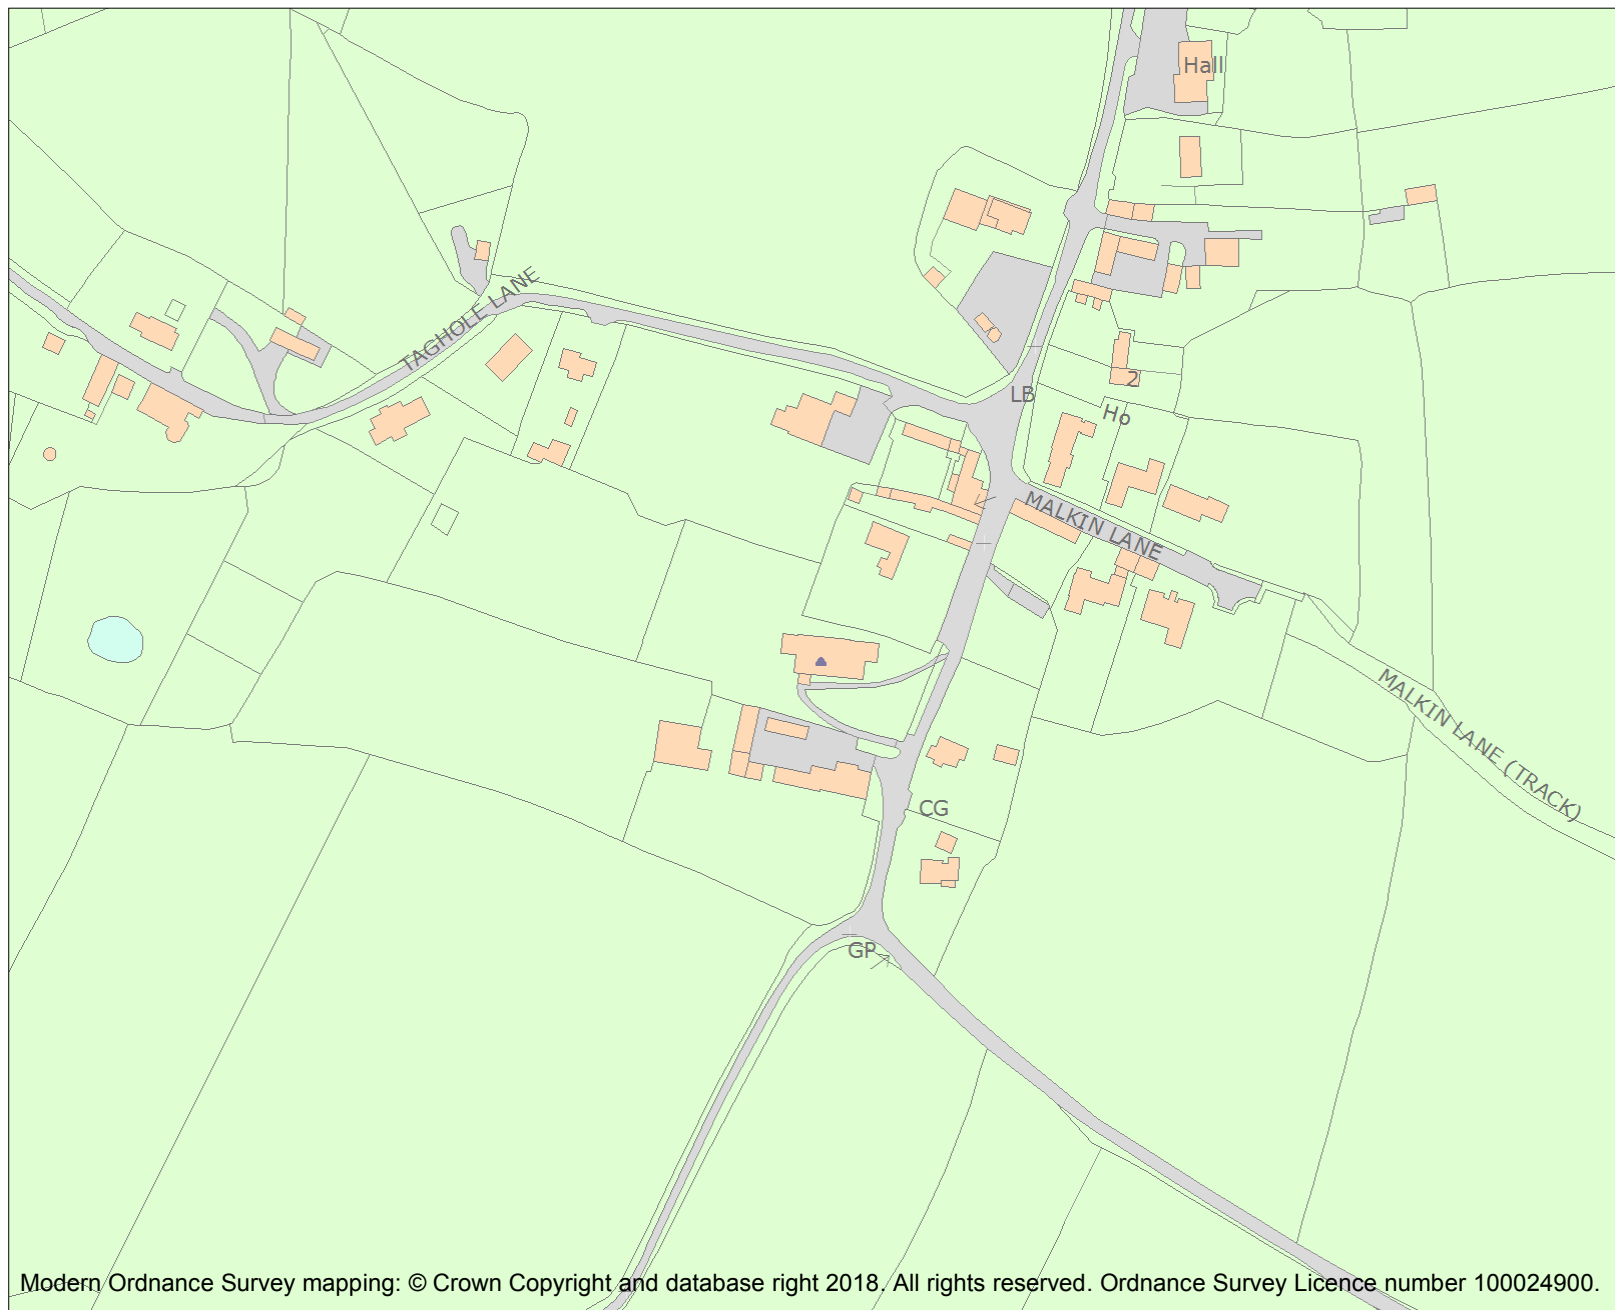 Hall
TAGHOLE LANE
LB
2
Ho
MALKIN LANE
MALKIN LANE (TRACK)
CG
GP
Modern Ordnance Survey mapping: © Crown Copyright and database right 2018. All rights reserved. Ordnance Survey Licence number 100024900.